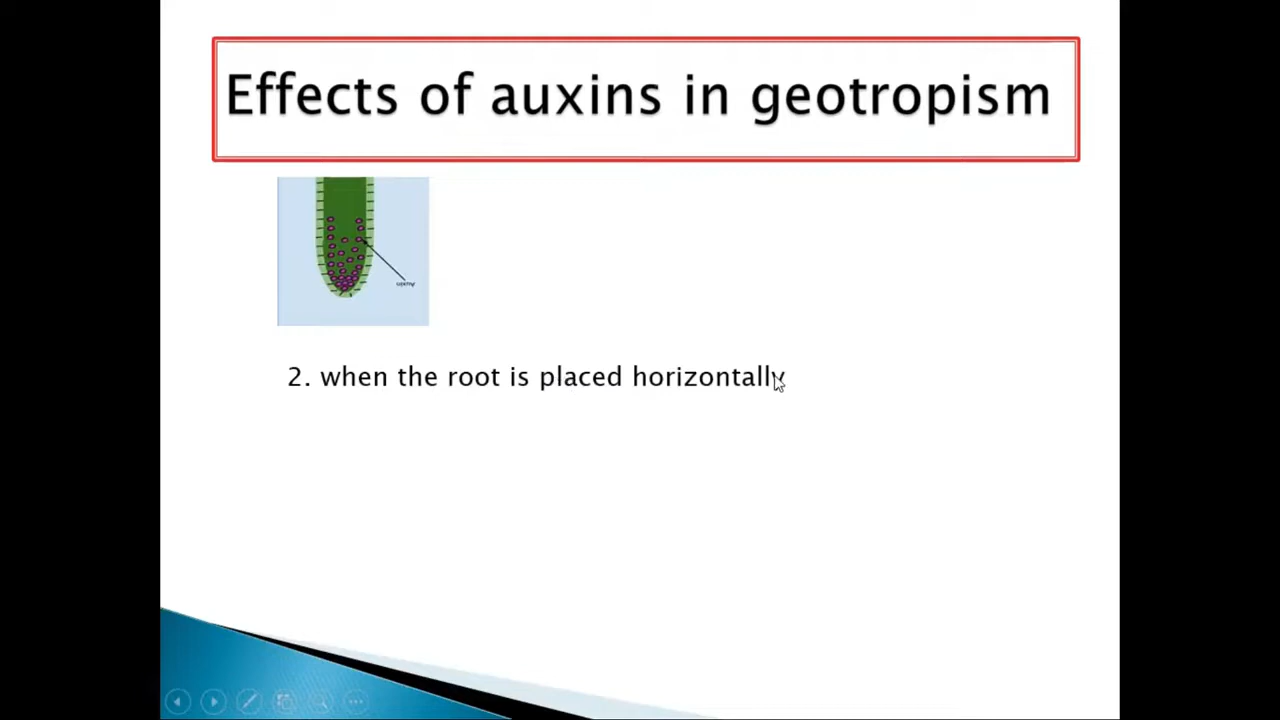 Effects of auxins in geotropism
2. when the root is placed horizontally